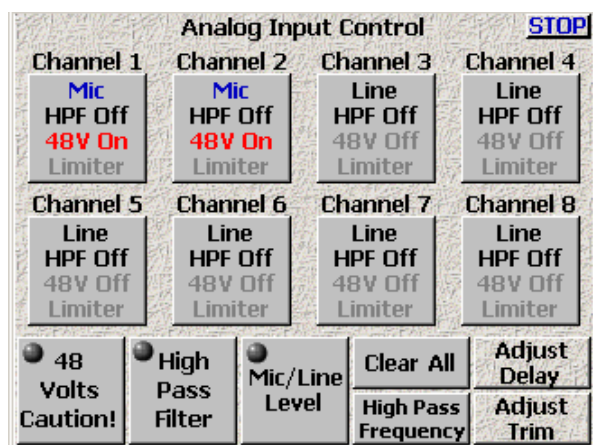 Analog Input Control STOP
Channel 1 Channel 2 Channel 3 Channel 4
Mic Mic Line Line
HPF Off HPF Off HPF Off HPF Off
48V On 48V On 48V Off 48V Off
Limiter Limiter Limiter Limiter
Channel 5 Channel 6 Channel 7 Channel 8
Line Line Line Line
HPF Off HPF Off HPF Off HPF Off
48V Off 48V Off 48V Off 48V Off
Limiter Limiter Limiter Limiter
48
Volts
Caution!
High
Pass
Filter
Mic/Line
Level
Clear All
High Pass
Frequency
Adjust
Delay
Adjust
Trim